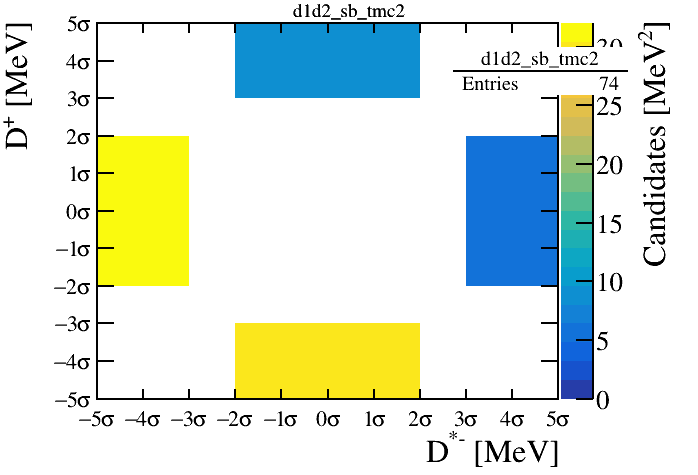 d1d2_sb_tmc2
D⁺ [MeV]
5σ
4σ
3σ
2σ
1σ
0σ
−1σ
−2σ
−3σ
−4σ
−5σ
−5σ −4σ −3σ −2σ −1σ 0σ 1σ 2σ 3σ 4σ 5σ
D*⁻ [MeV]
d1d2_sb_tmc2
Entries 74
25
20
15
10
5
0
Candidates [MeV²]